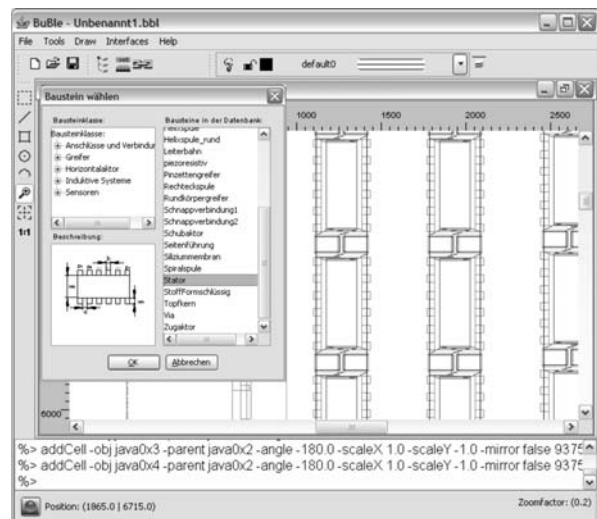 BuBle - Unbenannt1.bbl
File Tools Draw Interfaces Help
default0
Baustein wählen
Bausteinklasse:
Bausteine in der Datenbank:
Bausteinklasse:
Anschlüsse und Verbindur
Greifer
Horizontalaktor
Induktive Systeme
Sensoren
Helixspule_rund
Leiterbahn
piezoresistiv
Pinzettengreifer
Rechteckspule
Rundkörpergreifer
Schnappverbindung1
Schnappverbindung2
Schubaktor
Seitenführung
Siliziummembran
Spiralspule
Stator
StoffFormschlüssig
Topfkern
Via
Zugaktor
Beschreibung:
OK Abbrechen
1:1
1000 1500 2000 2500
6000
%> addCell -obj java0x3 -parent java0x2 -angle -180.0 -scaleX 1.0 -scaleY -1.0 -mirror false 9375
%> addCell -obj java0x4 -parent java0x2 -angle -180.0 -scaleX 1.0 -scaleY -1.0 -mirror false 9375
%>
Position: (1865.0 | 6715.0)
Zoomfactor: (0.2)